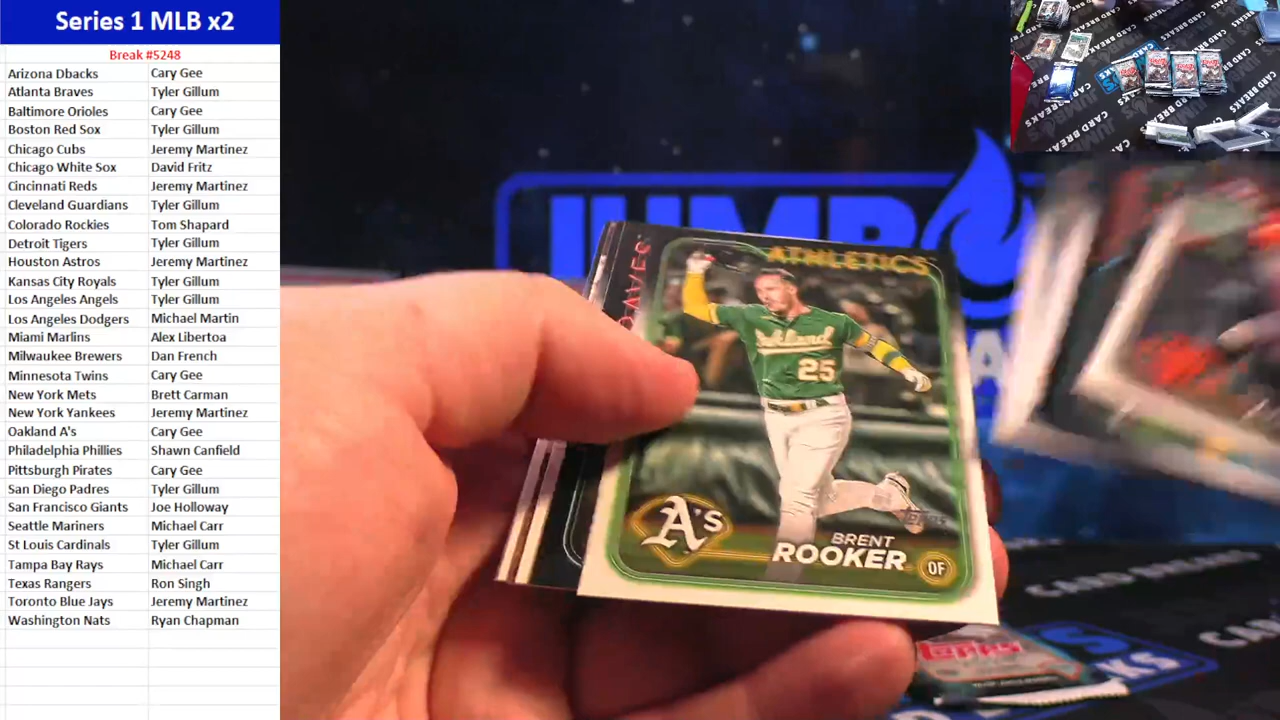 Series 1 MLB x2
Break #5248
Arizona Dbacks Cary Gee
Atlanta Braves Tyler Gillum
Baltimore Orioles Cary Gee
Boston Red Sox Tyler Gillum
Chicago Cubs Jeremy Martinez
Chicago White Sox David Fritz
Cincinnati Reds Jeremy Martinez
Cleveland Guardians Tyler Gillum
Colorado Rockies Tom Shapard
Detroit Tigers Tyler Gillum
Houston Astros Jeremy Martinez
Kansas City Royals Tyler Gillum
Los Angeles Angels Tyler Gillum
Los Angeles Dodgers Michael Martin
Miami Marlins Alex Libertoa
Milwaukee Brewers Dan French
Minnesota Twins Cary Gee
New York Mets Brett Carman
New York Yankees Jeremy Martinez
Oakland A's Cary Gee
Philadelphia Phillies Shawn Canfield
Pittsburgh Pirates Cary Gee
San Diego Padres Tyler Gillum
San Francisco Giants Joe Holloway
Seattle Mariners Michael Carr
St Louis Cardinals Tyler Gillum
Tampa Bay Rays Michael Carr
Texas Rangers Ron Singh
Toronto Blue Jays Jeremy Martinez
Washington Nats Ryan Chapman
ATHLETICS
Oakland
25
A's
BRENT
ROOKER OF
topps
CARD BREAKS
CARD BREAKS